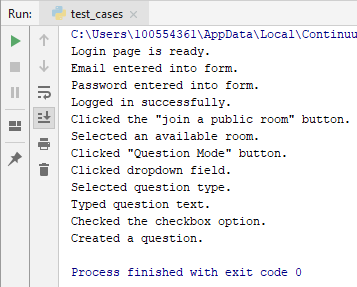 Run: test_cases ×
C:\Users\100554361\AppData\Local\Continuu
Login page is ready.
Email entered into form.
Password entered into form.
Logged in successfully.
Clicked the "join a public room" button.
Selected an available room.
Clicked "Question Mode" button.
Clicked dropdown field.
Selected question type.
Typed question text.
Checked the checkbox option.
Created a question.
Process finished with exit code 0